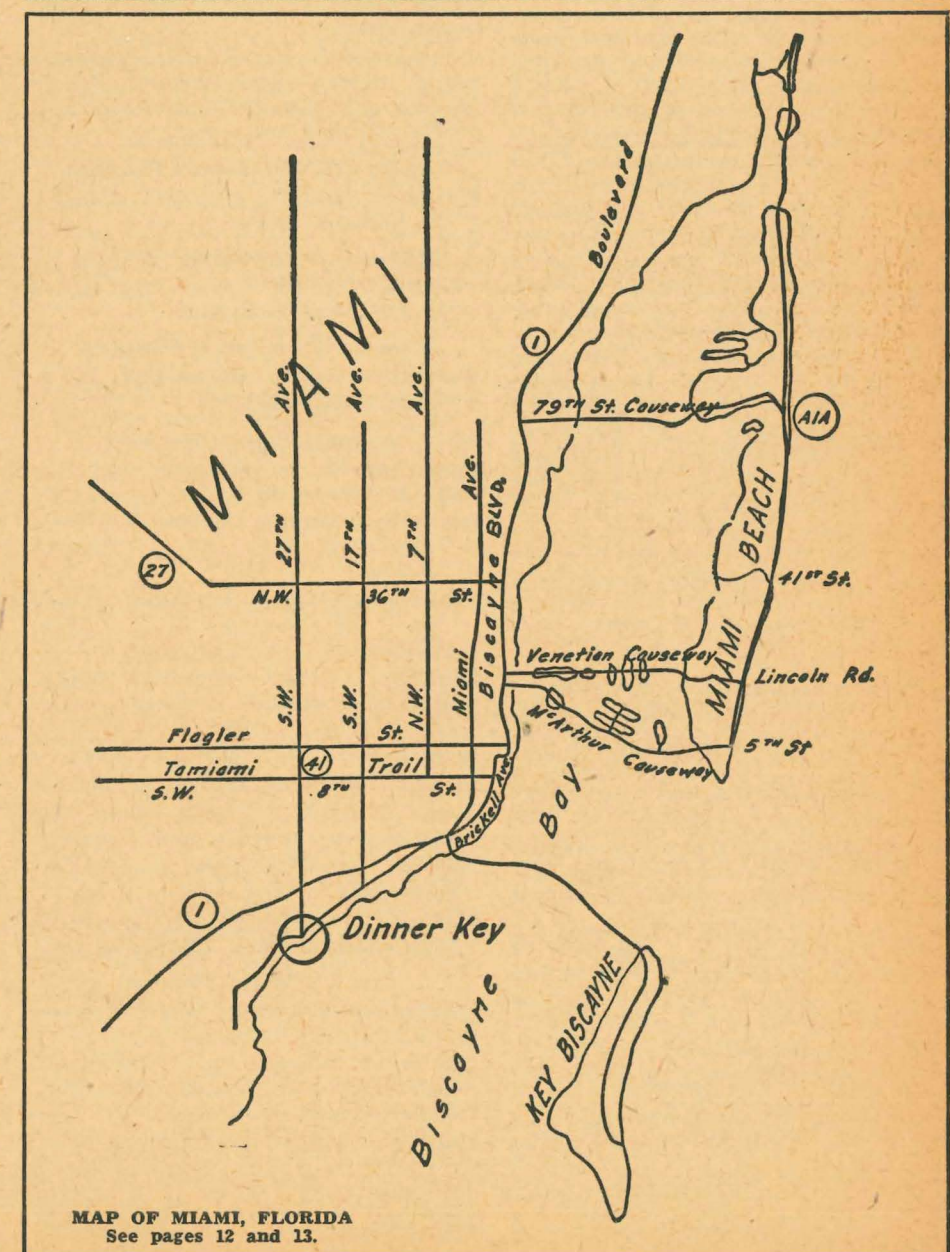 Boulevard
MIAMI
1
79TH St. Causeway
A1A
27TH Ave.
17TH Ave.
7TH Ave.
Ave.
Biscayne BLVD.
27
N.W. 36TH St.
MIAMI BEACH
41ST St.
Venetian Causeway
Lincoln Rd.
McArthur Causeway
5TH St
S.W.
S.W.
N.W.
Miami
Flagler St.
41
Tamiami Trail
S.W. 8TH St.
Brickell Ave
1
Dinner Key
Biscayne Bay
KEY BISCAYNE
MAP OF MIAMI, FLORIDA
See pages 12 and 13.